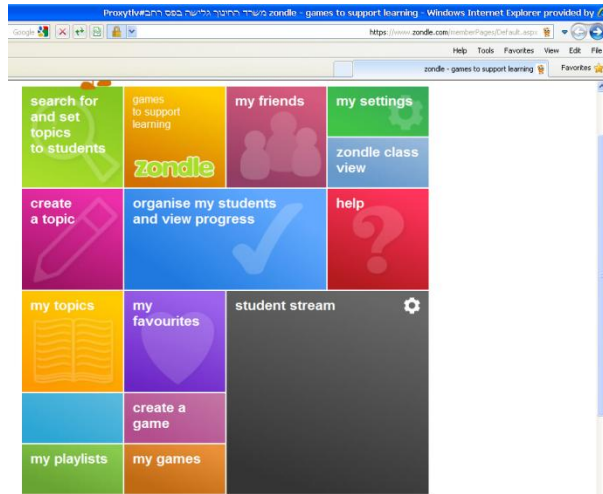 Proxytlv#משרד החינוך גלישה בפס רחב zondle - games to support learning - Windows Internet Explorer provided by
Google
https://www.zondle.com/memberPages/Default.aspx
Help Tools Favorites View Edit File
zondle - games to support learning
Favorites
search for
and set
topics
to students
games
to support
learning
zondle
my friends
my settings
zondle class
view
create
a topic
organise my students
and view progress
help
my topics
my
favourites
student stream
create a
game
my playlists
my games